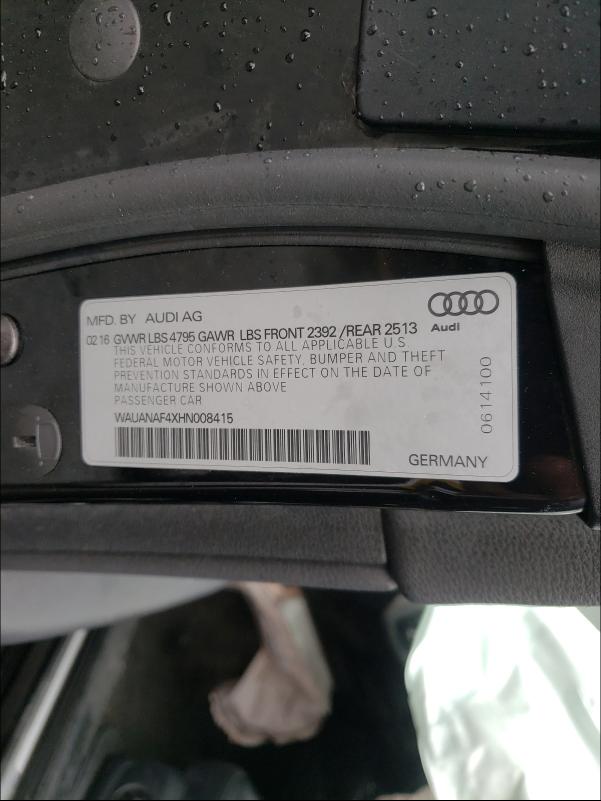 MFD. BY AUDI AG
Audi
02 16 GVWR LBS 4795 GAWR LBS FRONT 2392 /REAR 2513
THIS VEHICLE CONFORMS TO ALL APPLICABLE U.S.
FEDERAL MOTOR VEHICLE SAFETY, BUMPER AND THEFT
PREVENTION STANDARDS IN EFFECT ON THE DATE OF
MANUFACTURE SHOWN ABOVE
PASSENGER CAR
WAUANAF4XHN008415
GERMANY
0614100